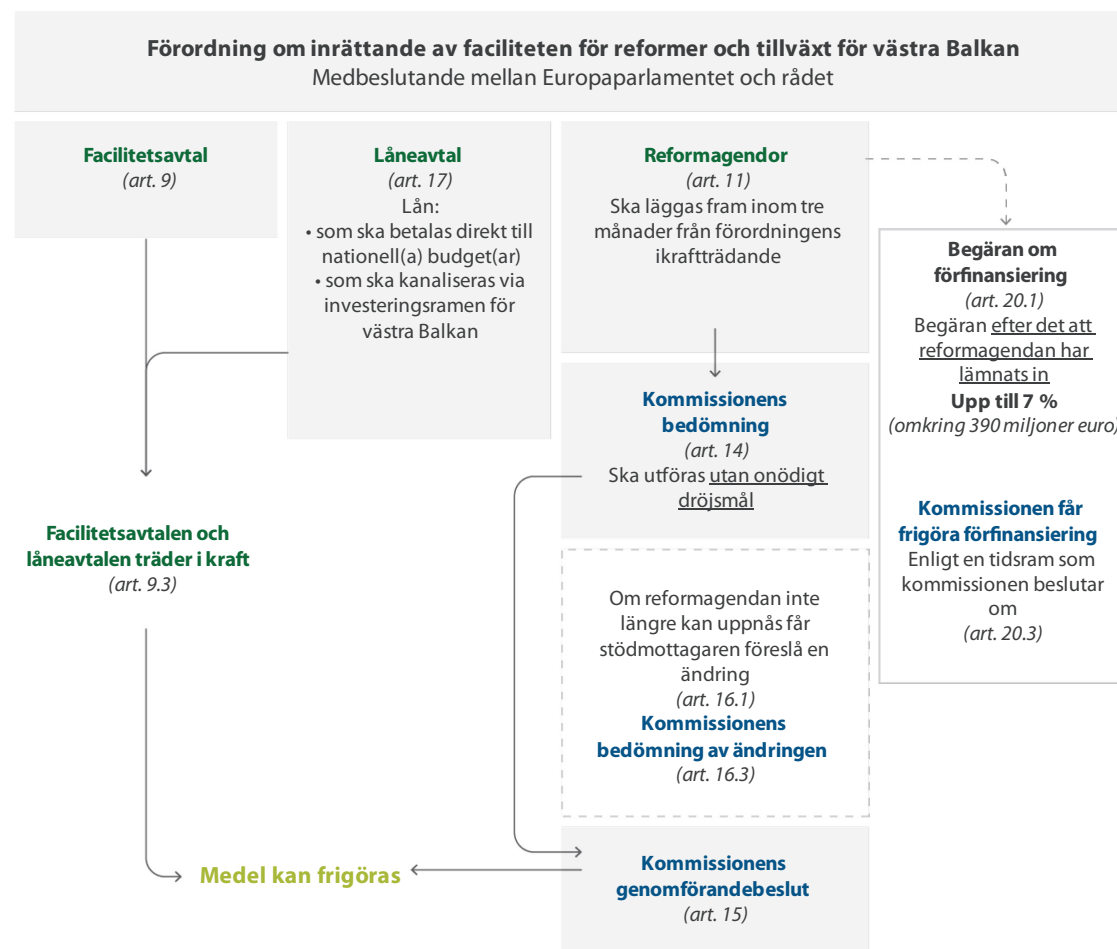 Förordning om inrättande av faciliteten för reformer och tillväxt för västra Balkan
Medbeslutande mellan Europaparlamentet och rådet
Facilitetsavtal
(art. 9)
Låneavtal
(art. 17)
Lån:
• som ska betalas direkt till
nationell(a) budget(ar)
• som ska kanaliseras via
investeringsramen för
västra Balkan
Reformagendor
(art. 11)
Ska läggas fram inom tre
månader från förordningens
ikraftträdande
Begäran om
förfinansiering
(art. 20.1)
Begäran efter det att
reformagendan har
lämnats in
Upp till 7 %
(omkring 390 miljoner euro)
Kommissionen får
frigöra förfinansiering
Enligt en tidsram som
kommissionen beslutar
om
(art. 20.3)
Kommissionens
bedömning
(art. 14)
Ska utföras utan onödigt
dröjsmål
Facilitetsavtalen och
låneavtalen träder i kraft
(art. 9.3)
Om reformagendan inte
längre kan uppnås får
stödmottagaren föreslå en
ändring
(art. 16.1)
Kommissionens
bedömning av ändringen
(art. 16.3)
Medel kan frigöras
Kommissionens
genomförandebeslut
(art. 15)